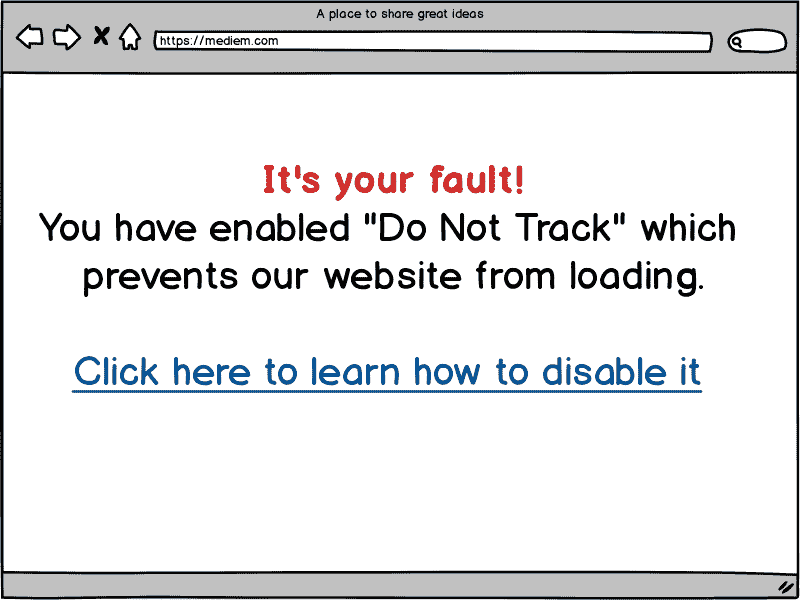 A place to share great ideas
https://mediem.com
It's your fault!
You have enabled "Do Not Track" which
prevents our website from loading.
Click here to learn how to disable it